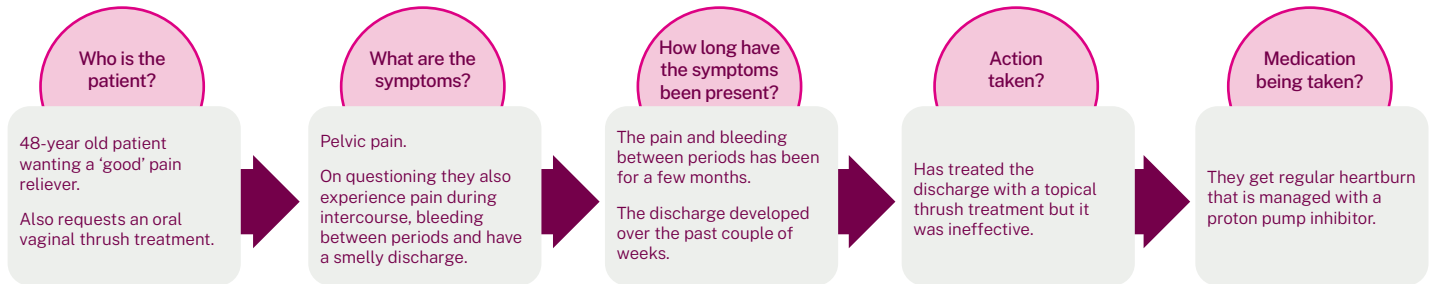 Who is the
patient?
48-year old patient
wanting a ‘good’ pain
reliever.
Also requests an oral
vaginal thrush treatment.
What are the
symptoms?
Pelvic pain.
On questioning they also
experience pain during
intercourse, bleeding
between periods and have
a smelly discharge.
How long have
the symptoms
been present?
The pain and bleeding
between periods has been
for a few months.
The discharge developed
over the past couple of
weeks.
Action
taken?
Has treated the
discharge with a topical
thrush treatment but it
was ineffective.
Medication
being taken?
They get regular heartburn
that is managed with a
proton pump inhibitor.